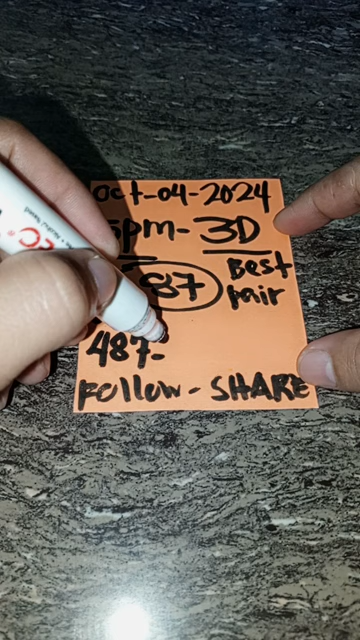 oct-04-2024
5pm-3D
87 Best
pair
487-
Follow - SHARE